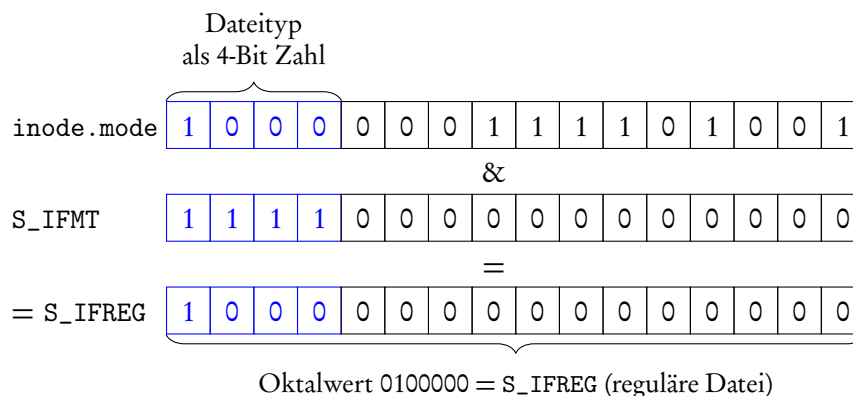 Dateityp
als 4-Bit Zahl
inode.mode 1 0 0 0 0 0 0 1 1 1 1 0 1 0 0 1
&
S_IFMT 1 1 1 1 0 0 0 0 0 0 0 0 0 0 0 0
=
= S_IFREG 1 0 0 0 0 0 0 0 0 0 0 0 0 0 0 0
Oktalwert 0100000 = S_IFREG (reguläre Datei)